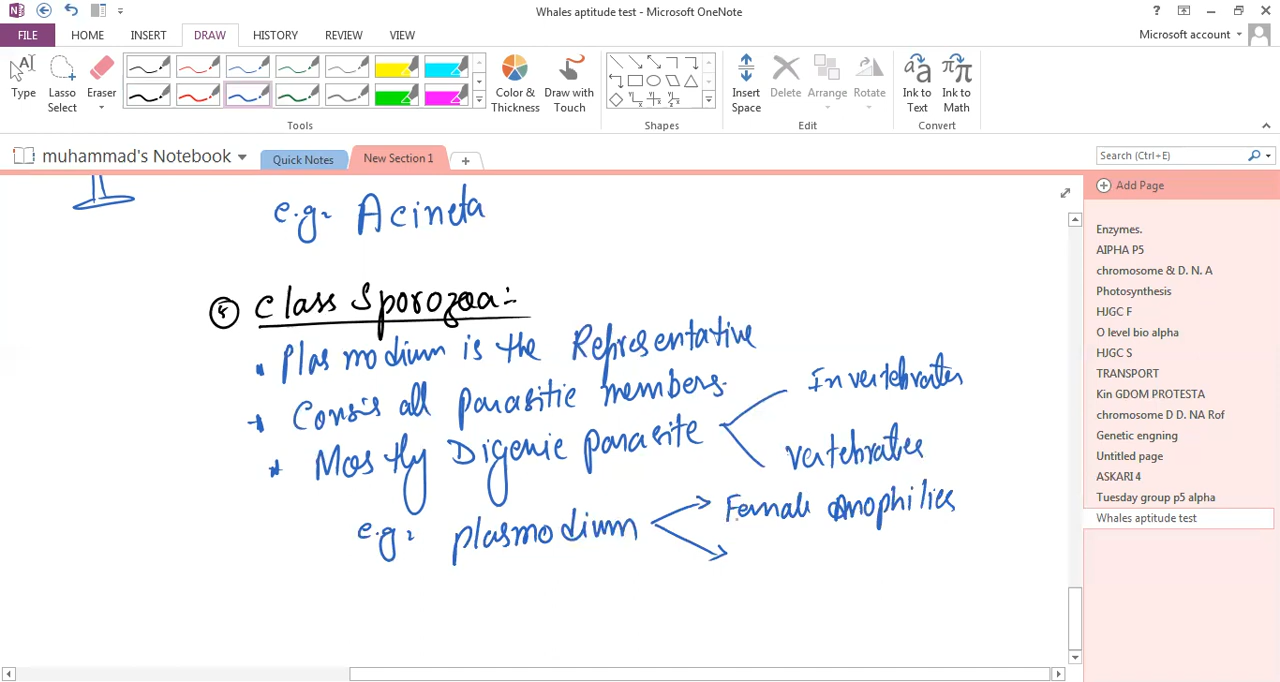 Whales aptitude test - Microsoft OneNote
?
FILE HOME INSERT DRAW HISTORY REVIEW VIEW
Microsoft account
Type
Lasso Select
Eraser
Color & Thickness
Draw with Touch
Insert Space
Delete
Arrange
Rotate
Ink to Text
Ink to Math
Tools
Shapes
Edit
Convert
muhammad's Notebook
Quick Notes
New Section 1
Search (Ctrl+E)
Add Page
Enzymes.
AIPHA P5
chromosome & D. N. A
Photosynthesis
HJGC F
O level bio alpha
HJGC S
TRANSPORT
Kin GDOM PROTESTA
chromosome D D. NA Rof
Genetic engning
Untitled page
ASKARI 4
Tuesday group p5 alpha
Whales aptitude test
e.g. Acineta
Class Sporozoa:-
Plasmodium is the Representative
Consis all parasitic members.
Mostly Digenic parasite
Invertebrates
vertebrates
e.g. plasmodium
Female Anophilies